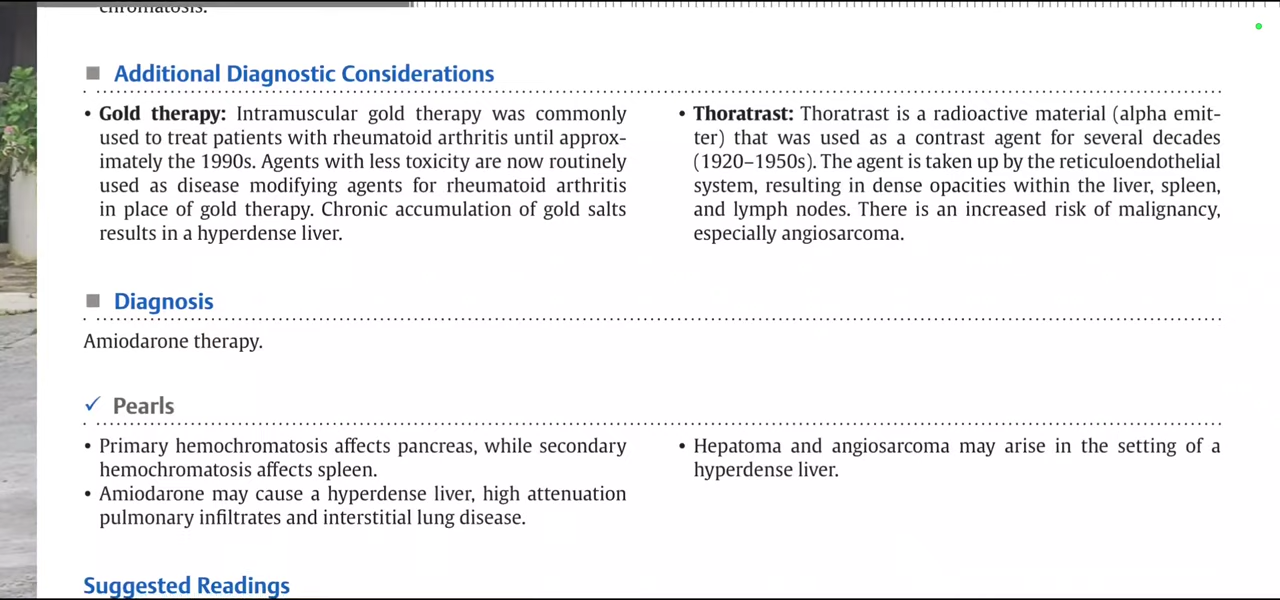 chromatosis.
Additional Diagnostic Considerations
• Gold therapy: Intramuscular gold therapy was commonly
used to treat patients with rheumatoid arthritis until approx-
imately the 1990s. Agents with less toxicity are now routinely
used as disease modifying agents for rheumatoid arthritis
in place of gold therapy. Chronic accumulation of gold salts
results in a hyperdense liver.
• Thoratrast: Thoratrast is a radioactive material (alpha emit-
ter) that was used as a contrast agent for several decades
(1920–1950s). The agent is taken up by the reticuloendothelial
system, resulting in dense opacities within the liver, spleen,
and lymph nodes. There is an increased risk of malignancy,
especially angiosarcoma.
Diagnosis
Amiodarone therapy.
✓ Pearls
• Primary hemochromatosis affects pancreas, while secondary
hemochromatosis affects spleen.
• Amiodarone may cause a hyperdense liver, high attenuation
pulmonary infiltrates and interstitial lung disease.
• Hepatoma and angiosarcoma may arise in the setting of a
hyperdense liver.
Suggested Readings